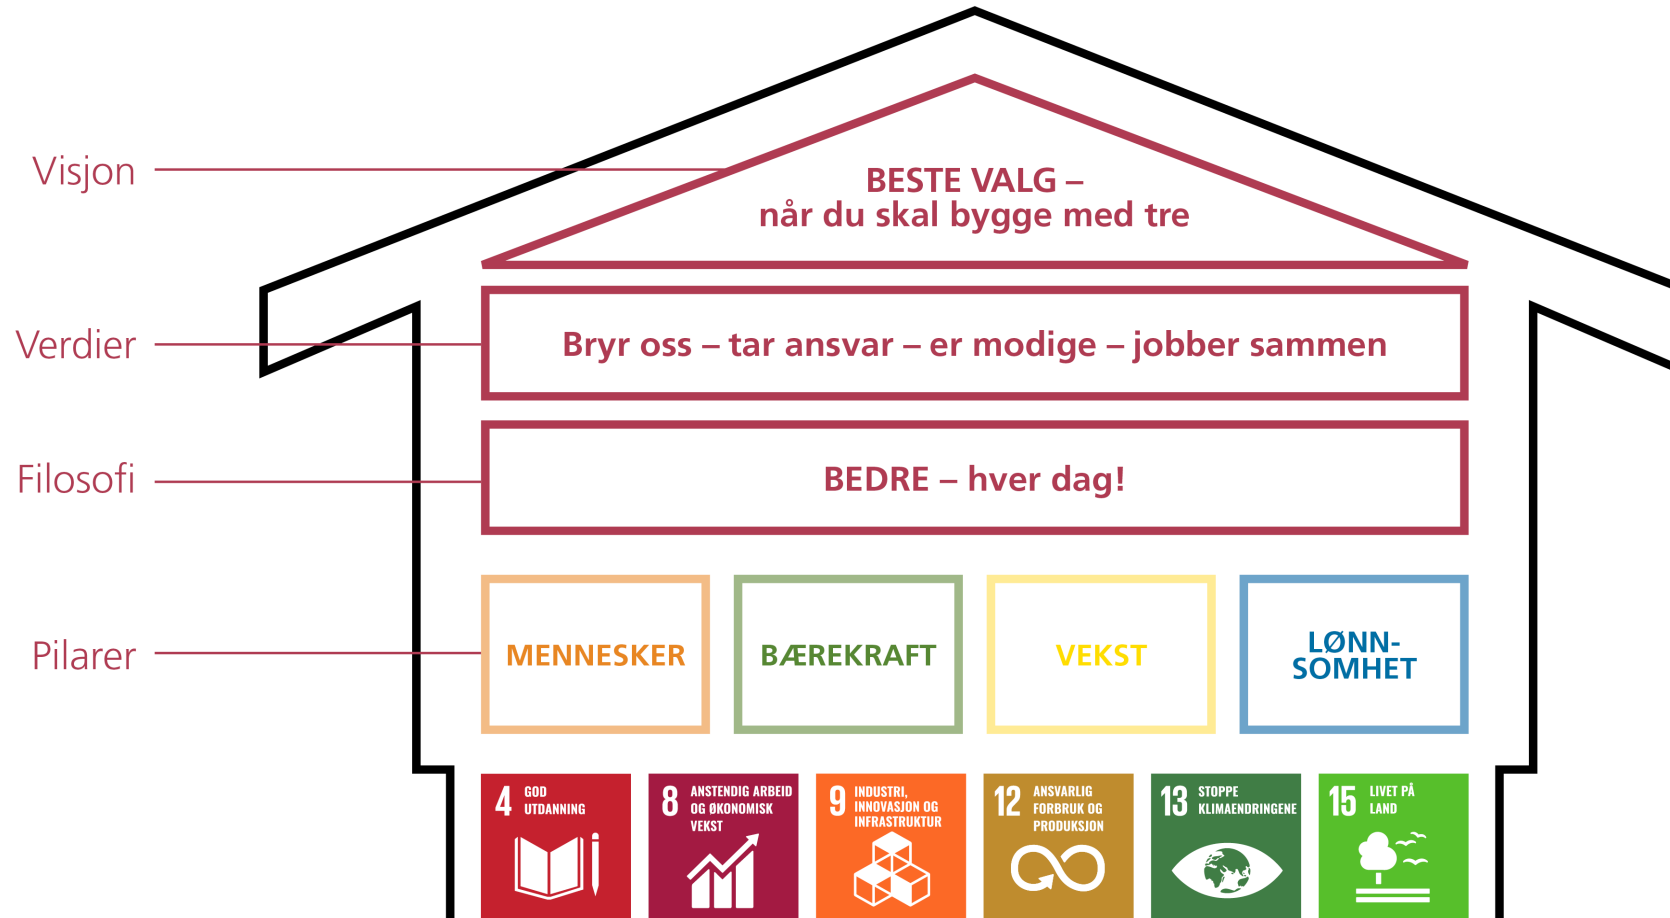 Visjon
BESTE VALG –
når du skal bygge med tre
Verdier
Bryr oss – tar ansvar – er modige – jobber sammen
Filosofi
BEDRE – hver dag!
Pilarer
MENNESKER
BÆREKRAFT
VEKST
LØNN-
SOMHET
4 GOD
UTDANNING
8 ANSTENDIG ARBEID
OG ØKONOMISK
VEKST
9 INDUSTRI,
INNOVASJON OG
INFRASTRUKTUR
12 ANSVARLIG
FORBRUK OG
PRODUKSJON
13 STOPPE
KLIMAENDRINGENE
15 LIVET PÅ
LAND